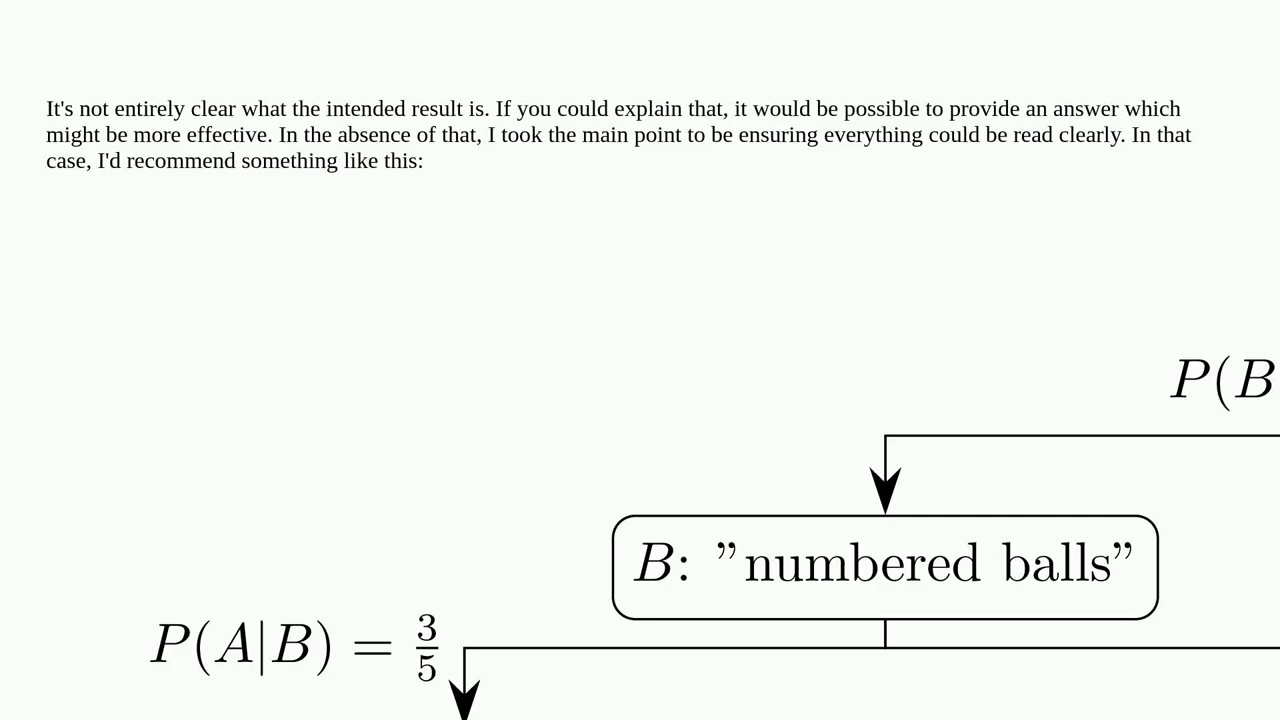 It's not entirely clear what the intended result is. If you could explain that, it would be possible to provide an answer which
might be more effective. In the absence of that, I took the main point to be ensuring everything could be read clearly. In that
case, I'd recommend something like this:
P(B
B: ”numbered balls”
P(A|B) = 3/5